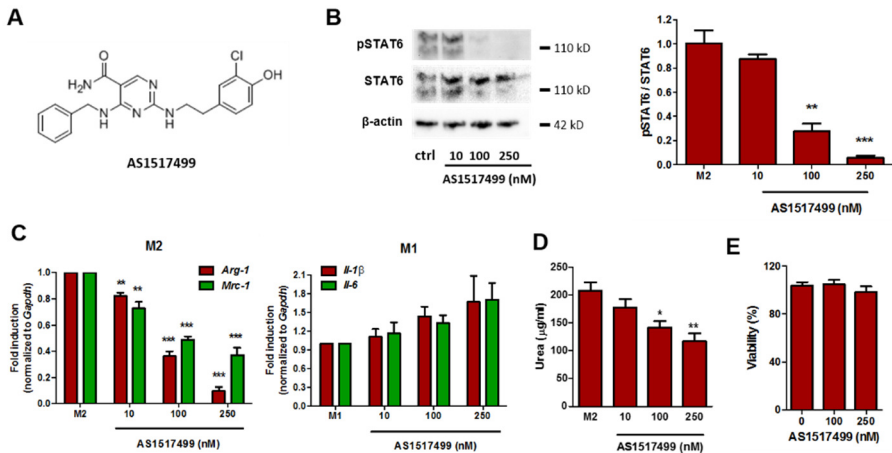 A
Cl
OH
O
H₂N
N
N
NH
NH
AS1517499
B
pSTAT6
110 kD
STAT6
110 kD
β-actin
42 kD
ctrl 10 100 250
AS1517499 (nM)
pSTAT6 / STAT6
1.2
1.0
0.8
0.6
0.4
0.2
0.0
**
***
M2 10 100 250
AS1517499 (nM)
C
M2
Fold induction
(normalized to Gapdh)
1.0
0.8
0.6
0.4
0.2
0.0
Arg-1
Mrc-1
** **
*** ***
*** ***
M2 10 100 250
AS1517499 (nM)
M1
Fold induction
(normalized to Gapdh)
2.1
1.8
1.5
1.2
0.9
0.6
0.3
0.0
Il-1β
Il-6
M1 10 100 250
AS1517499 (nM)
D
Urea (µg/ml)
250
200
150
100
50
0
*
**
M2 10 100 250
AS1517499 (nM)
E
Viability (%)
120
80
40
0
0 100 250
AS1517499 (nM)